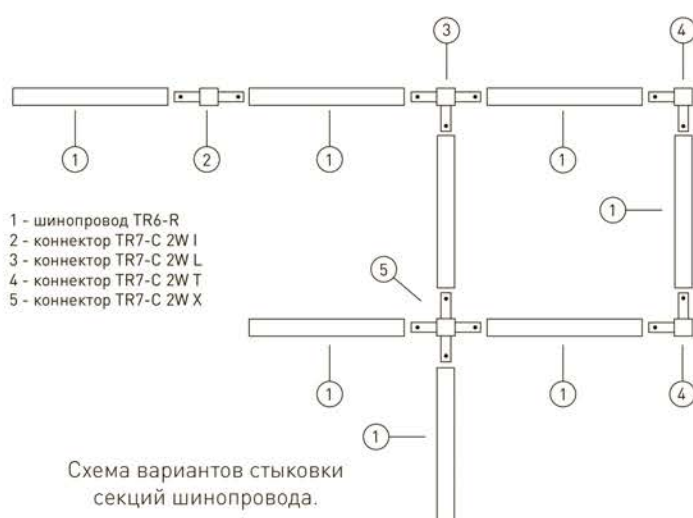 3
4
1
2
1
1
1
1 - шинопровод TR6-R
2 - коннектор TR7-C 2W I
3 - коннектор TR7-C 2W L
4 - коннектор TR7-C 2W T
5 - коннектор TR7-C 2W X
5
1
1
4
1
Схема вариантов стыковки
секций шинопровода.